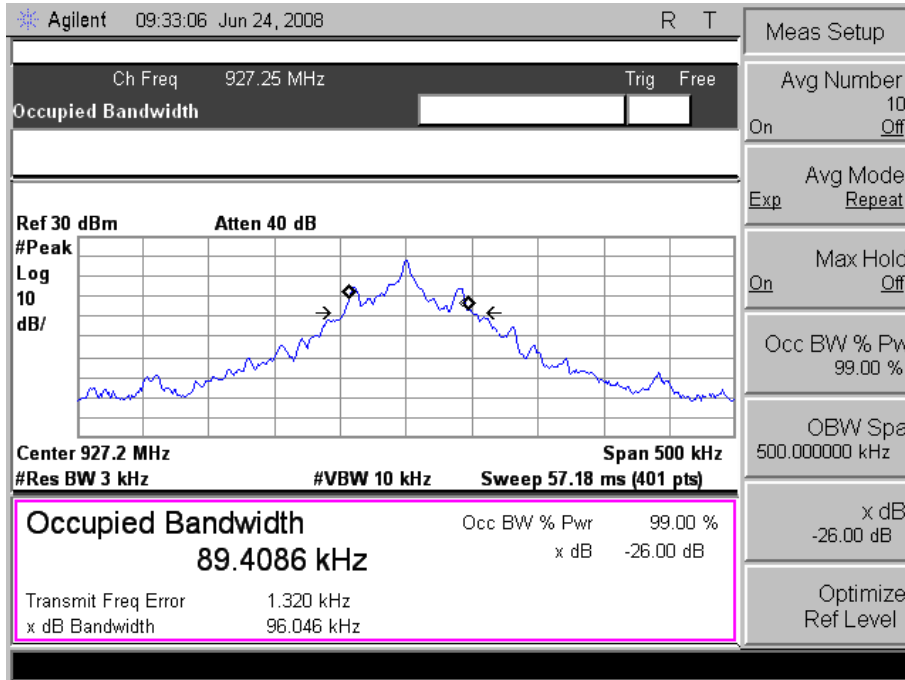 Agilent 09:33:06 Jun 24, 2008 R T
Ch Freq 927.25 MHz Trig Free
Occupied Bandwidth
Ref 30 dBm Atten 40 dB
#Peak
Log
10
dB/
Center 927.2 MHz Span 500 kHz
#Res BW 3 kHz #VBW 10 kHz Sweep 57.18 ms (401 pts)
Occupied Bandwidth
89.4086 kHz
Occ BW % Pwr 99.00 %
x dB -26.00 dB
Transmit Freq Error 1.320 kHz
x dB Bandwidth 96.046 kHz
Meas Setup
Avg Number
10
On Off
Avg Mode
Exp Repeat
Max Hold
On Off
Occ BW % Pw
99.00 %
OBW Spa
500.000000 kHz
x dB
-26.00 dB
Optimize
Ref Level